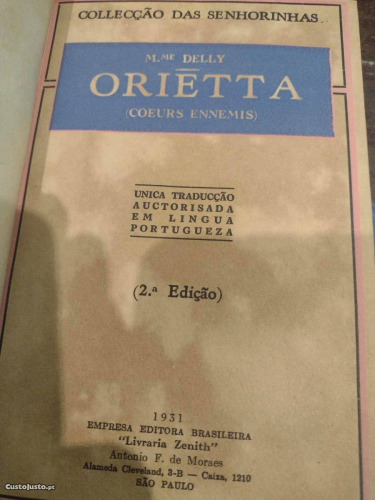 COLLECÇÃO DAS SENHORINHAS
M.ME DELLY
ORIĒTTA
(COEURS ENNEMIS)
UNICA TRADUCÇÃO
AUCTORISADA
EM LINGUA
PORTUGUEZA
(2.ª Edição)
1931
EMPRESA EDITORA BRASILEIRA
"Livraria Zenith"
Antonio F. de Moraes
Alameda Cleveland, 3-B — Caixa, 1210
SÃO PAULO
CustoJusto.pt